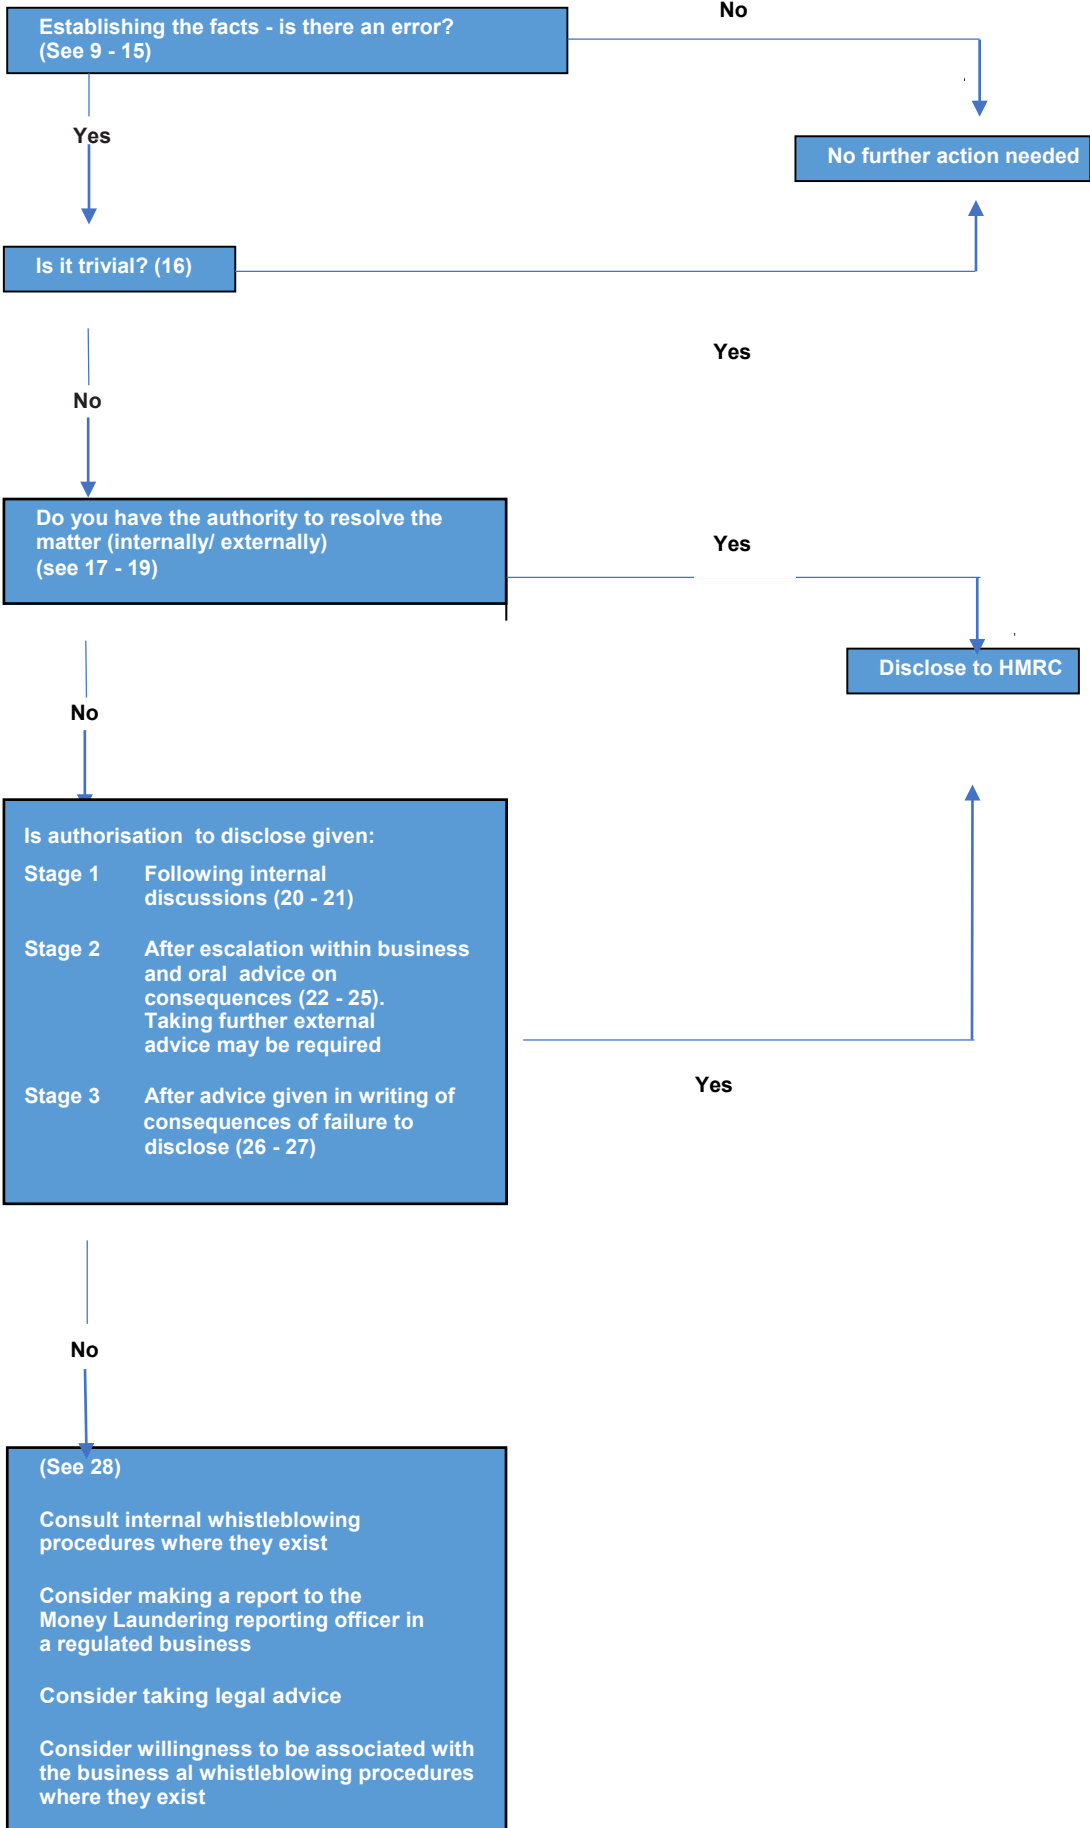 No
Establishing the facts - is there an error?
(See 9 - 15)
Yes
No further action needed
Is it trivial? (16)
Yes
No
Do you have the authority to resolve the
matter (internally/ externally)
(see 17 - 19)
Yes
Disclose to HMRC
No
Is authorisation to disclose given:
Stage 1 Following internal
discussions (20 - 21)
Stage 2 After escalation within business
and oral advice on
consequences (22 - 25).
Taking further external
advice may be required
Yes
Stage 3 After advice given in writing of
consequences of failure to
disclose (26 - 27)
No
(See 28)
Consult internal whistleblowing
procedures where they exist
Consider making a report to the
Money Laundering reporting officer in
a regulated business
Consider taking legal advice
Consider willingness to be associated with
the business al whistleblowing procedures
where they exist